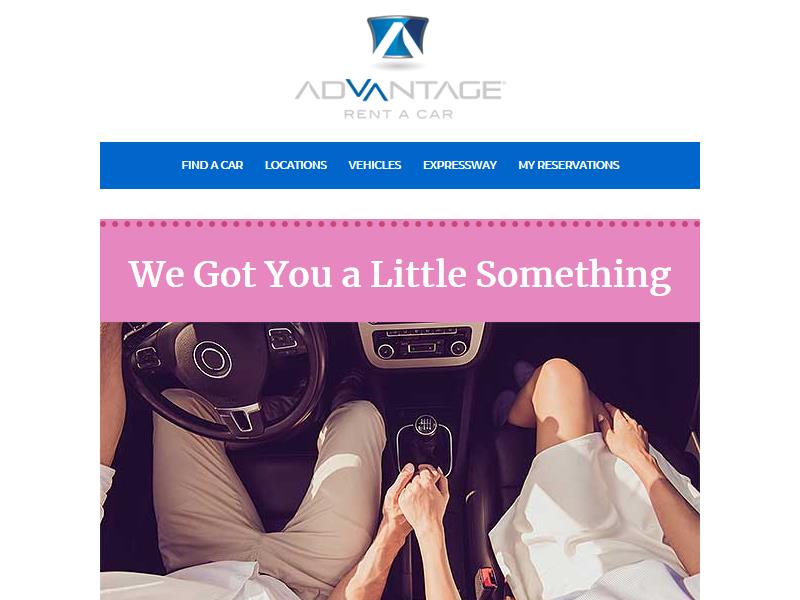 ADVANTAGE
RENT A CAR
FIND A CAR LOCATIONS VEHICLES EXPRESSWAY MY RESERVATIONS
We Got You a Little Something